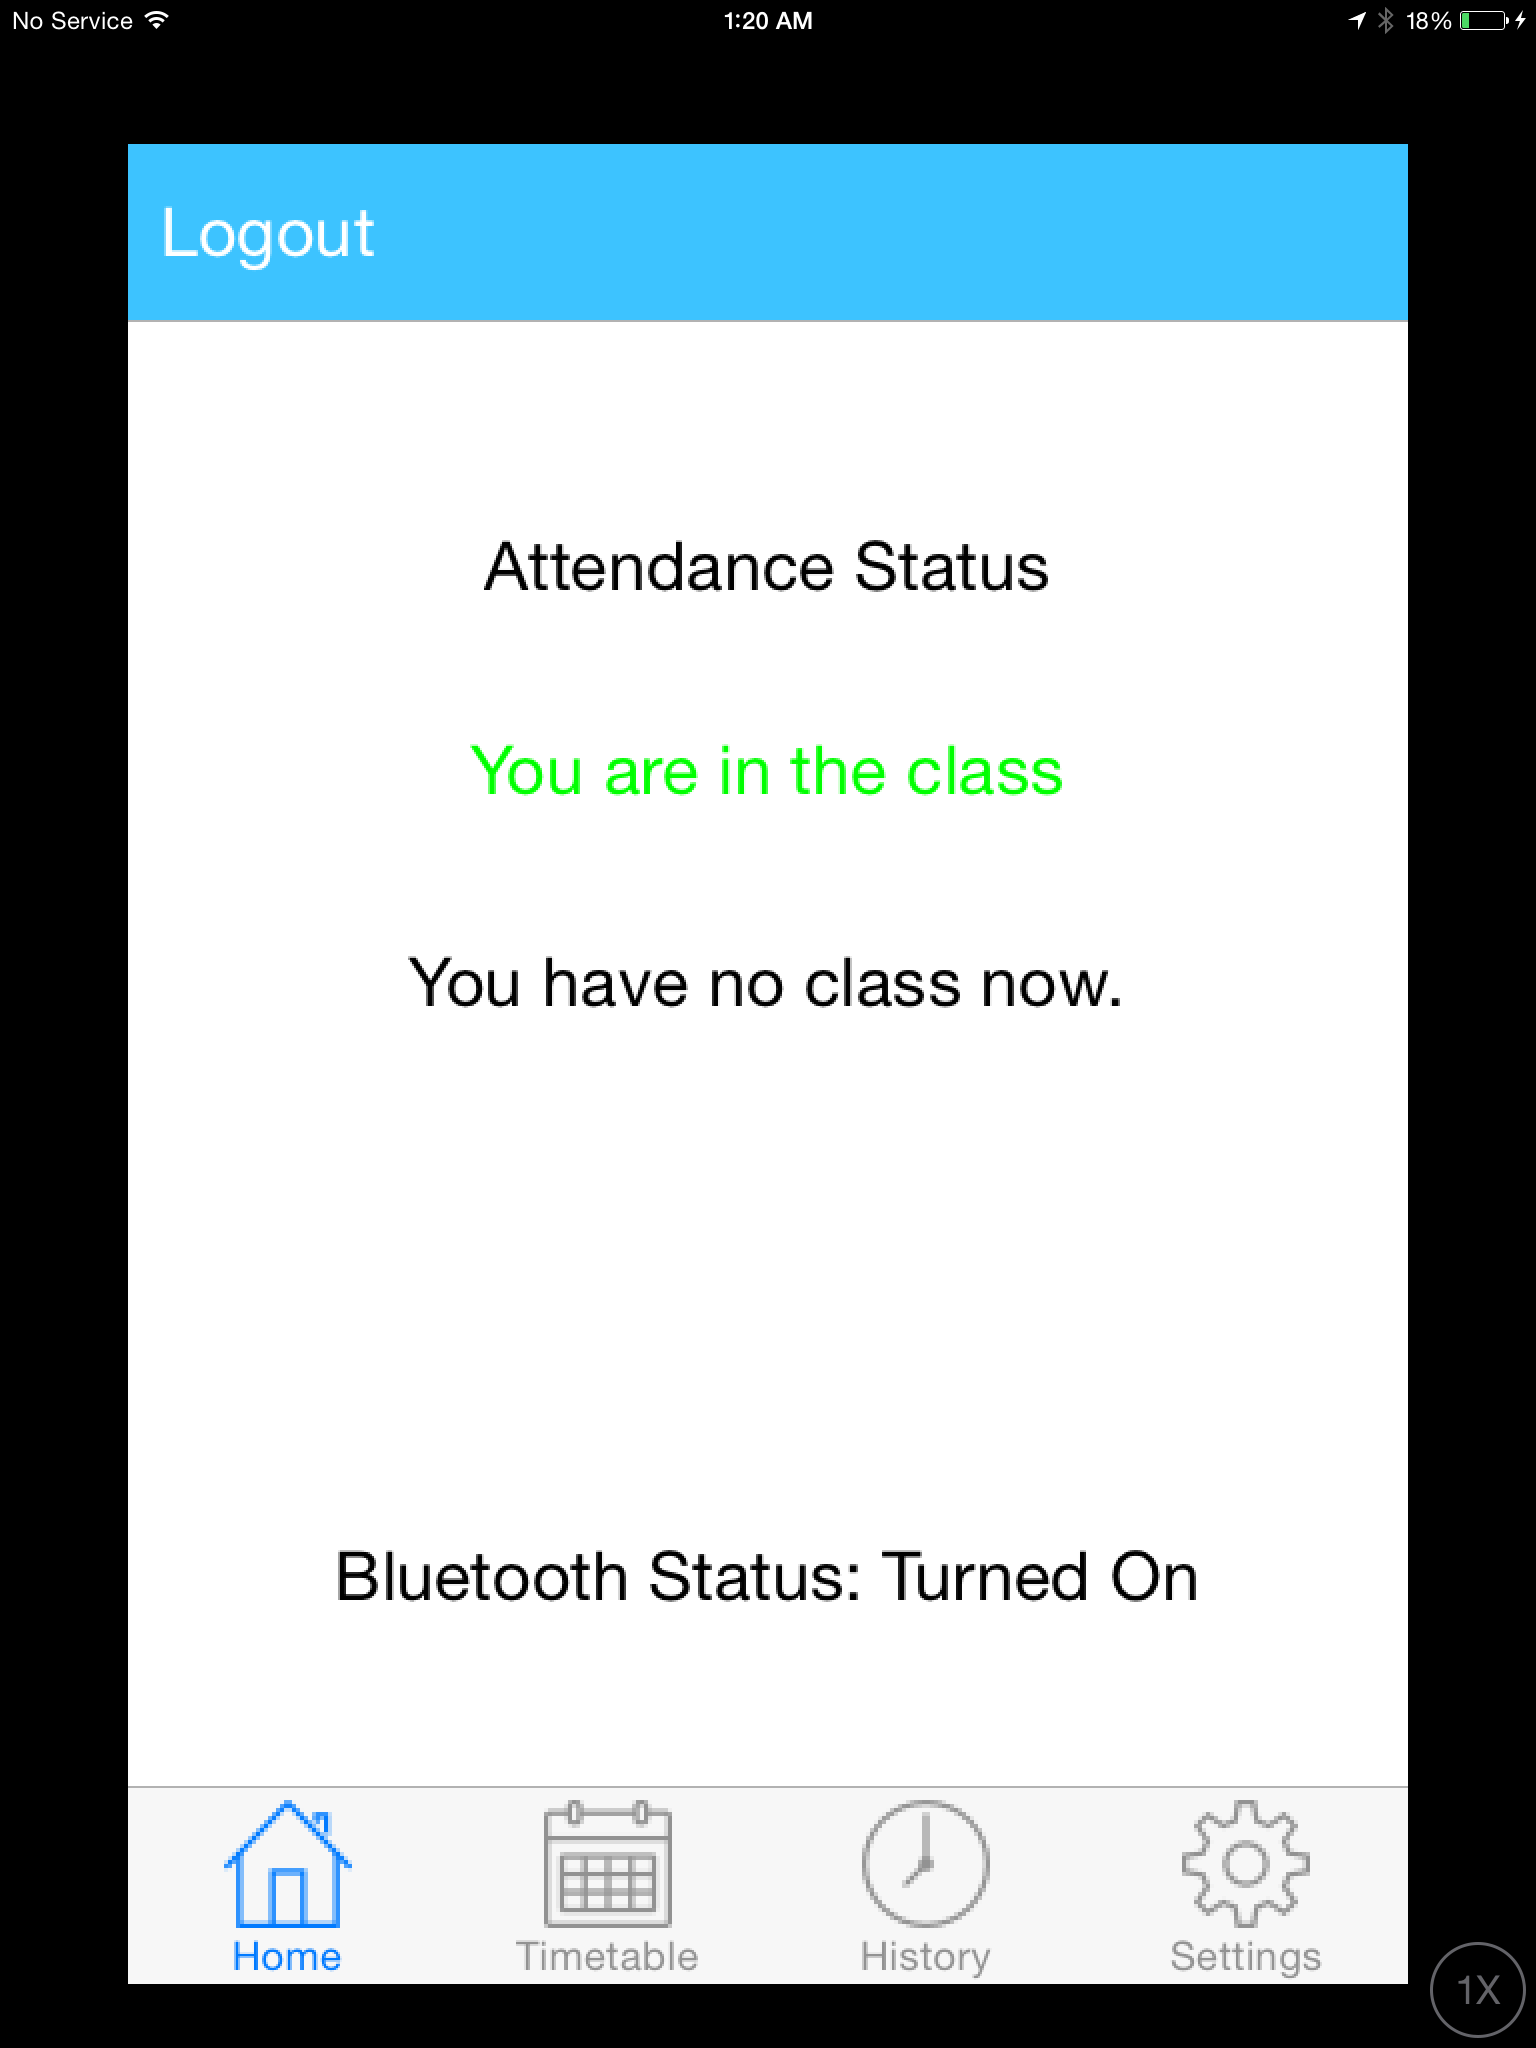 No Service 1:20 AM 18%
Logout
Attendance Status
You are in the class
You have no class now.
Bluetooth Status: Turned On
Home Timetable History Settings
1X